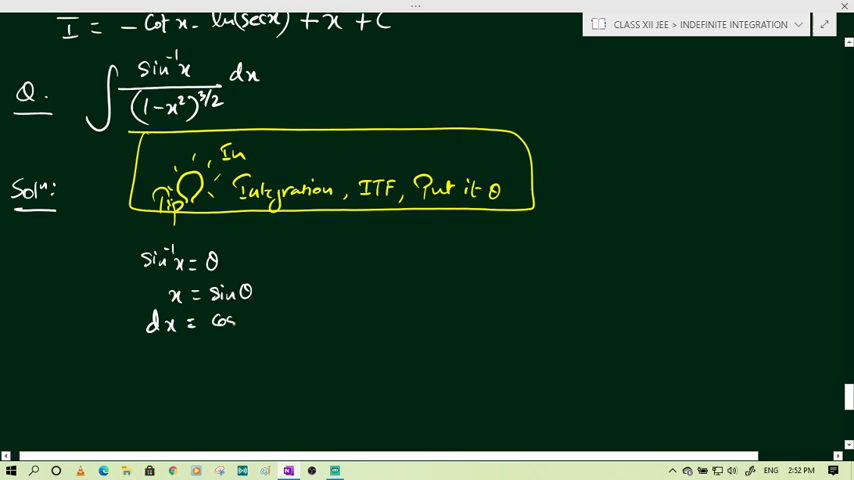 I = - Cot x - ln(sec x) + x + C
CLASS XII JEE > INDEFINITE INTEGRATION
Q. ∫ sin⁻¹x / (1-x²)^3/2 dx
Tip In
Integration, ITF, Put it θ
Solⁿ:
sin⁻¹x = θ
x = sinθ
dx = cos
ENG 2:52 PM